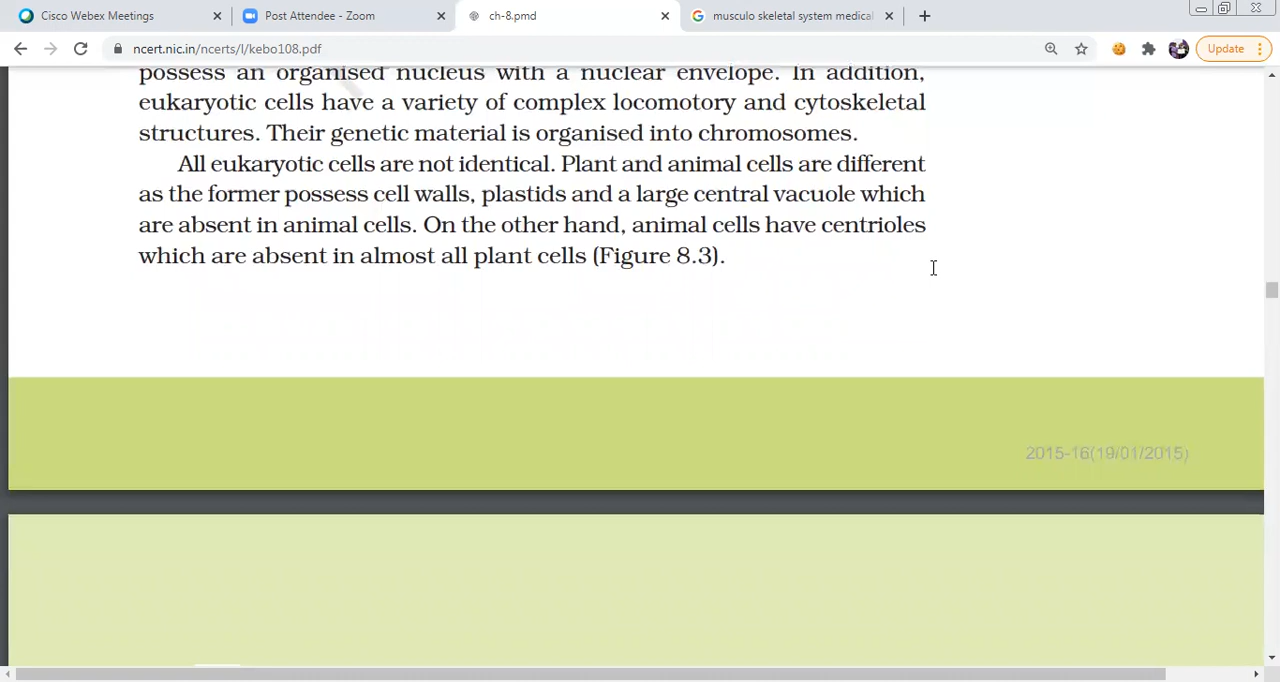 Cisco Webex Meetings
Post Attendee - Zoom
ch-8.pmd
musculo skeletal system medical
ncert.nic.in/ncerts/l/kebo108.pdf
Update
possess an organised nucleus with a nuclear envelope. In addition,
eukaryotic cells have a variety of complex locomotory and cytoskeletal
structures. Their genetic material is organised into chromosomes.
All eukaryotic cells are not identical. Plant and animal cells are different
as the former possess cell walls, plastids and a large central vacuole which
are absent in animal cells. On the other hand, animal cells have centrioles
which are absent in almost all plant cells (Figure 8.3).
2015-16(19/01/2015)